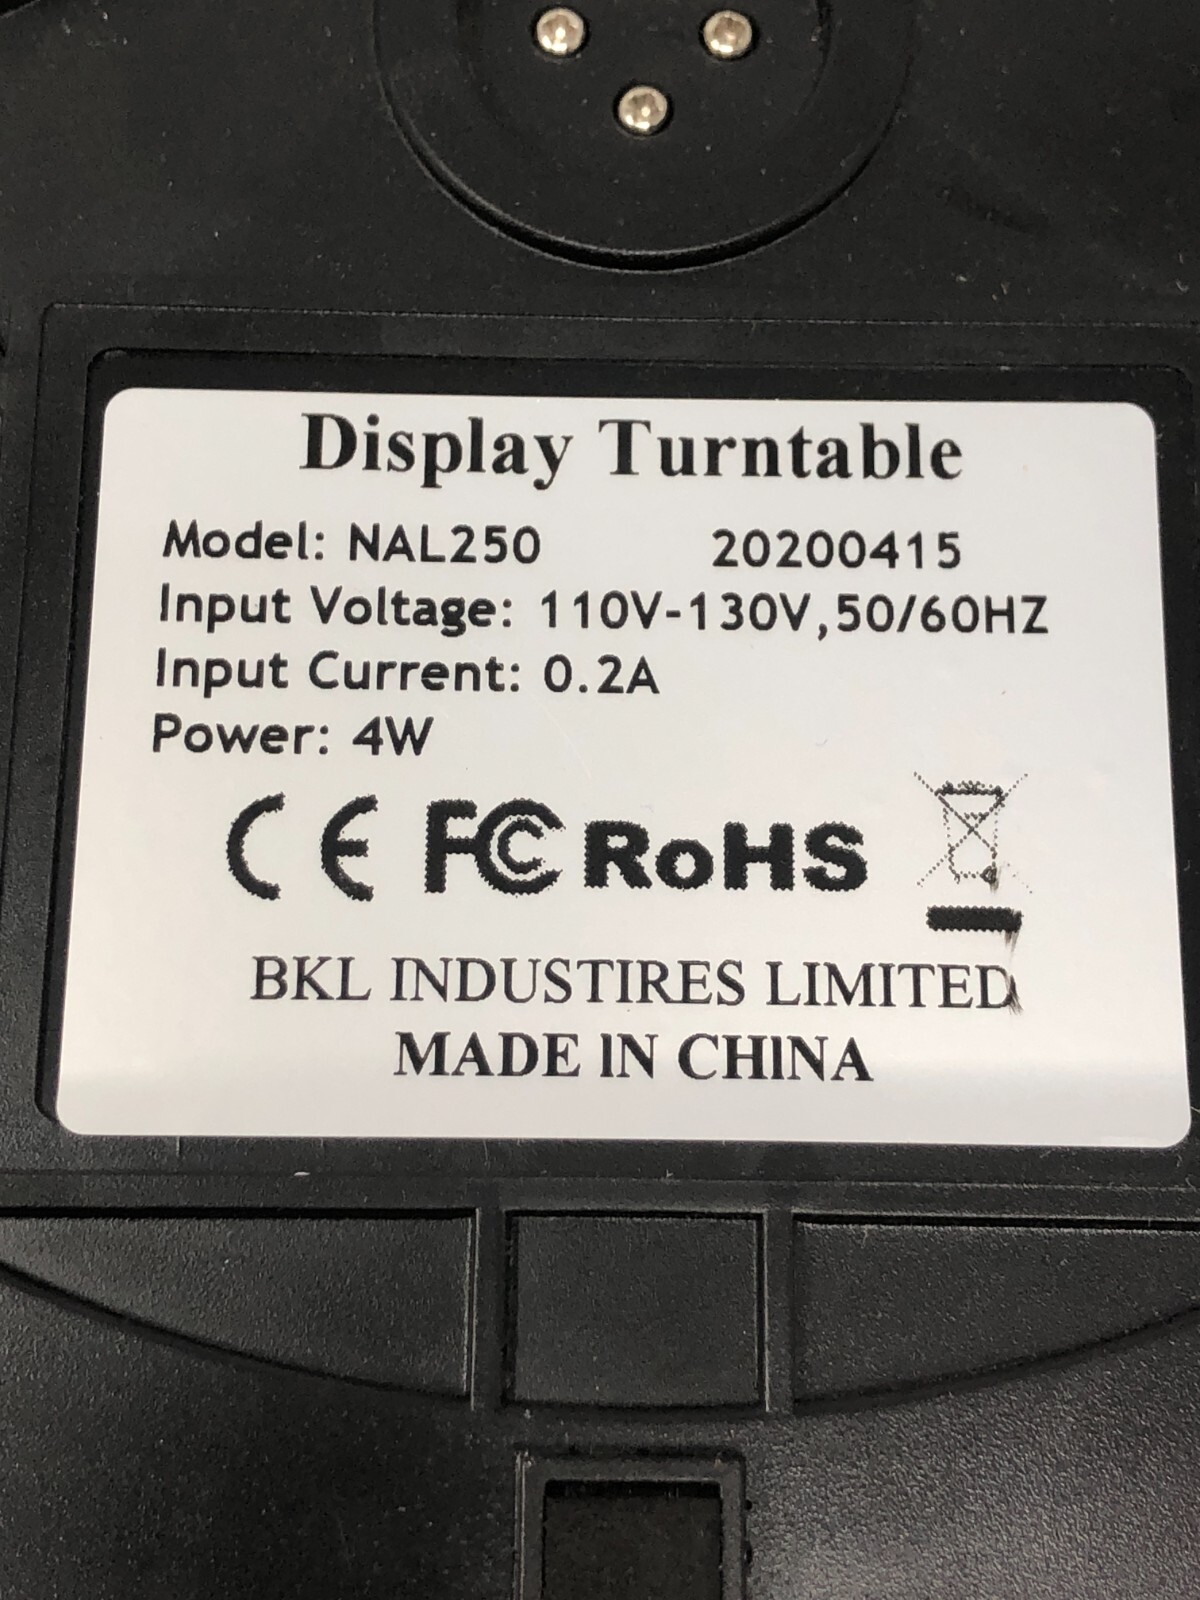 Display Turntable
Model: NAL250 20200415
Input Voltage: 110V-130V,50/60HZ
Input Current: 0.2A
Power: 4W
CE FC RoHS
BKL INDUSTIRES LIMITED
MADE IN CHINA